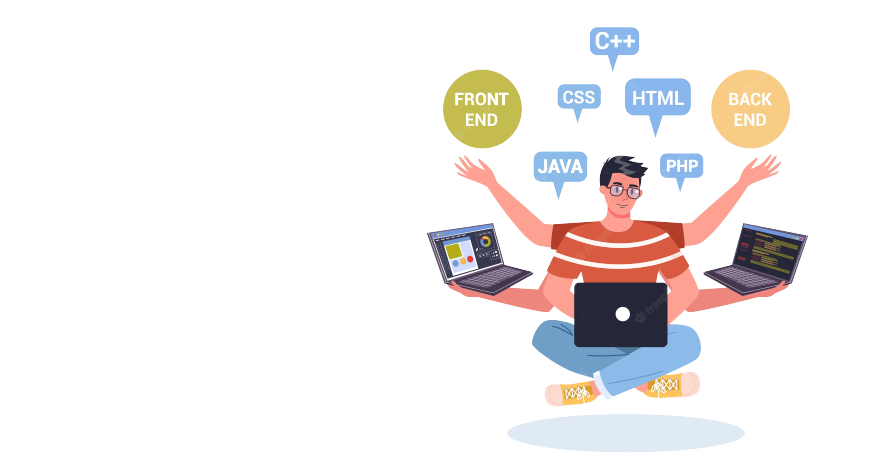 C++
FRONT
END
CSS
HTML
BACK
END
JAVA
PHP